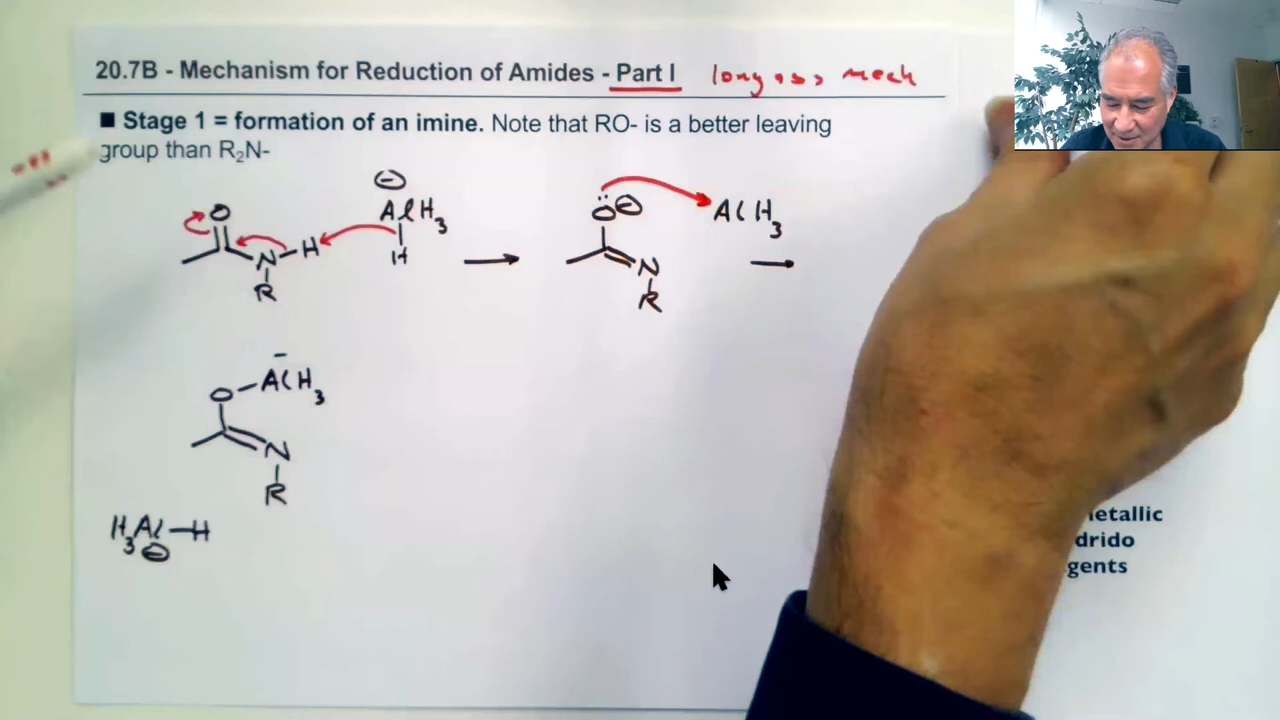 20.7B - Mechanism for Reduction of Amides - Part I long ass mech
■ Stage 1 = formation of an imine. Note that RO- is a better leaving
group than R₂N-
⊖ ⊖
O AlH₃ :O AlH₃
N-H H N
R R
O-AlH₃
N
R
H₃Al-H
⊖
etallic
drido
gents